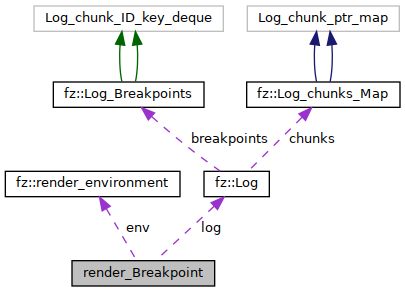 Log_chunk_ID_key_deque
Log_chunk_ptr_map
fz::Log_Breakpoints
fz::Log_chunks_Map
breakpoints
chunks
fz::render_environment
fz::Log
env
log
render_Breakpoint